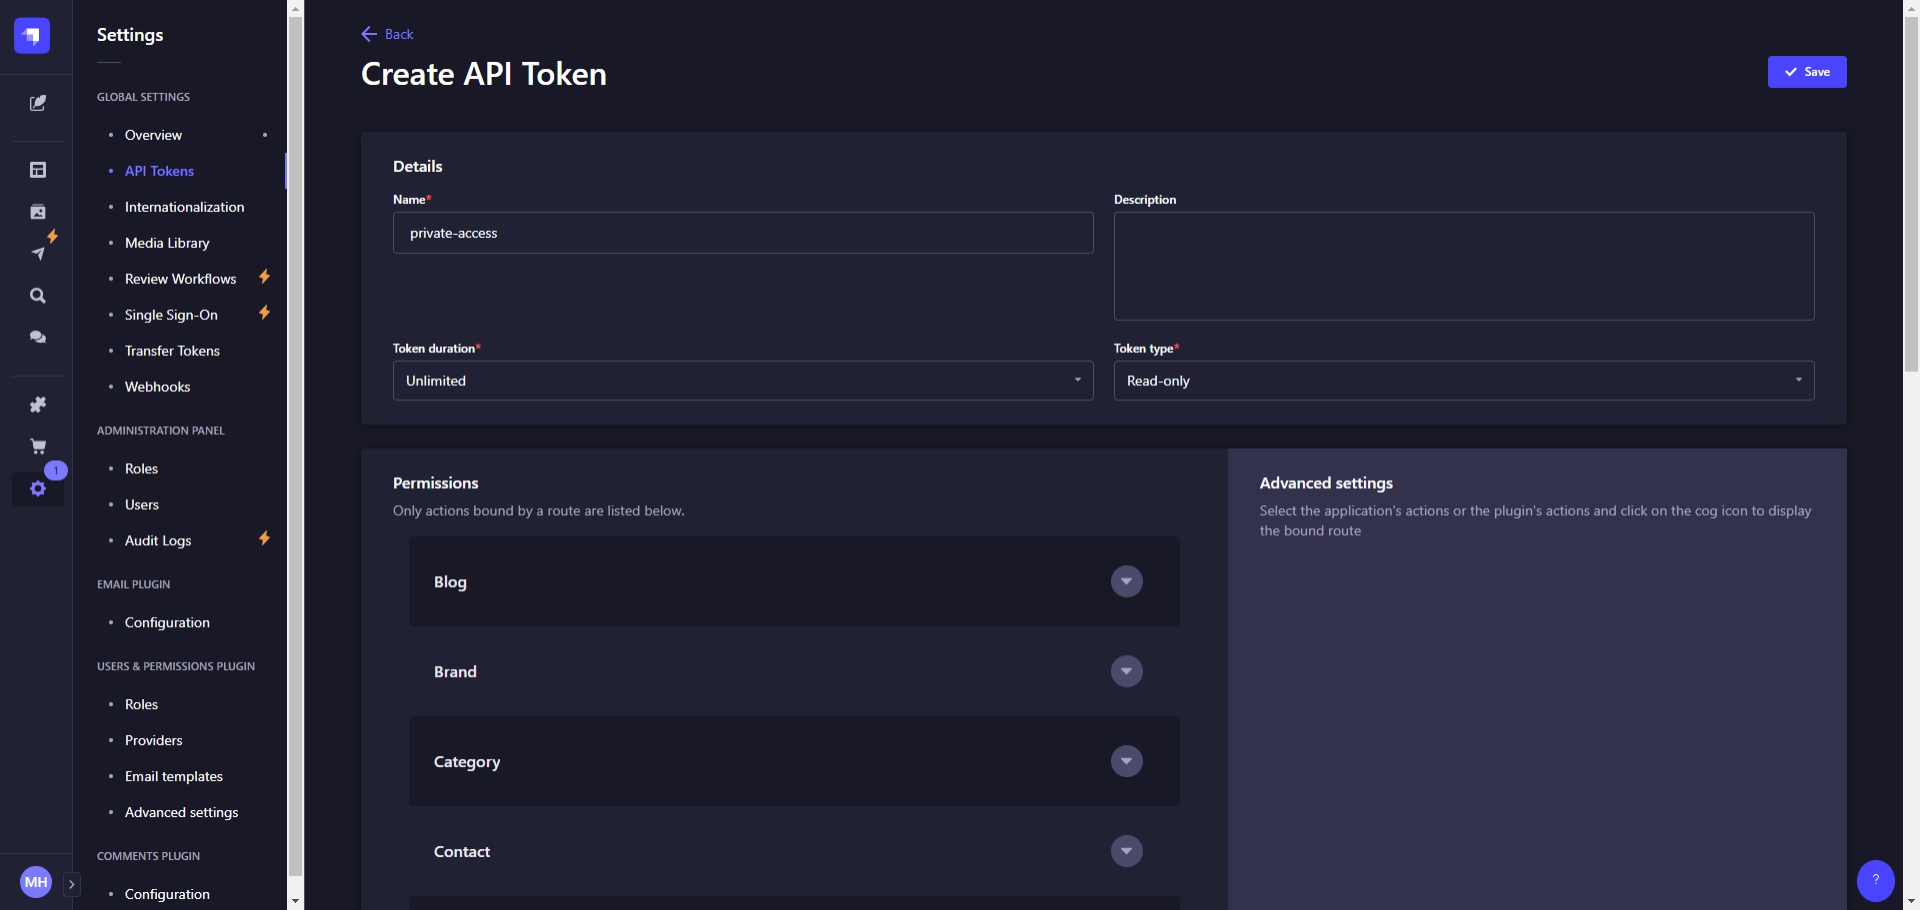 Settings
GLOBAL SETTINGS
Overview
API Tokens
Internationalization
Media Library
Review Workflows
Single Sign-On
Transfer Tokens
Webhooks
ADMINISTRATION PANEL
Roles
Users
Audit Logs
EMAIL PLUGIN
Configuration
USERS & PERMISSIONS PLUGIN
Roles
Providers
Email templates
Advanced settings
COMMENTS PLUGIN
Configuration
1
MH
Back
Create API Token
Save
Details
Name*
private-access
Description
Token duration*
Unlimited
Token type*
Read-only
Permissions
Only actions bound by a route are listed below.
Blog
Brand
Category
Contact
Advanced settings
Select the application's actions or the plugin's actions and click on the cog icon to display
the bound route
?